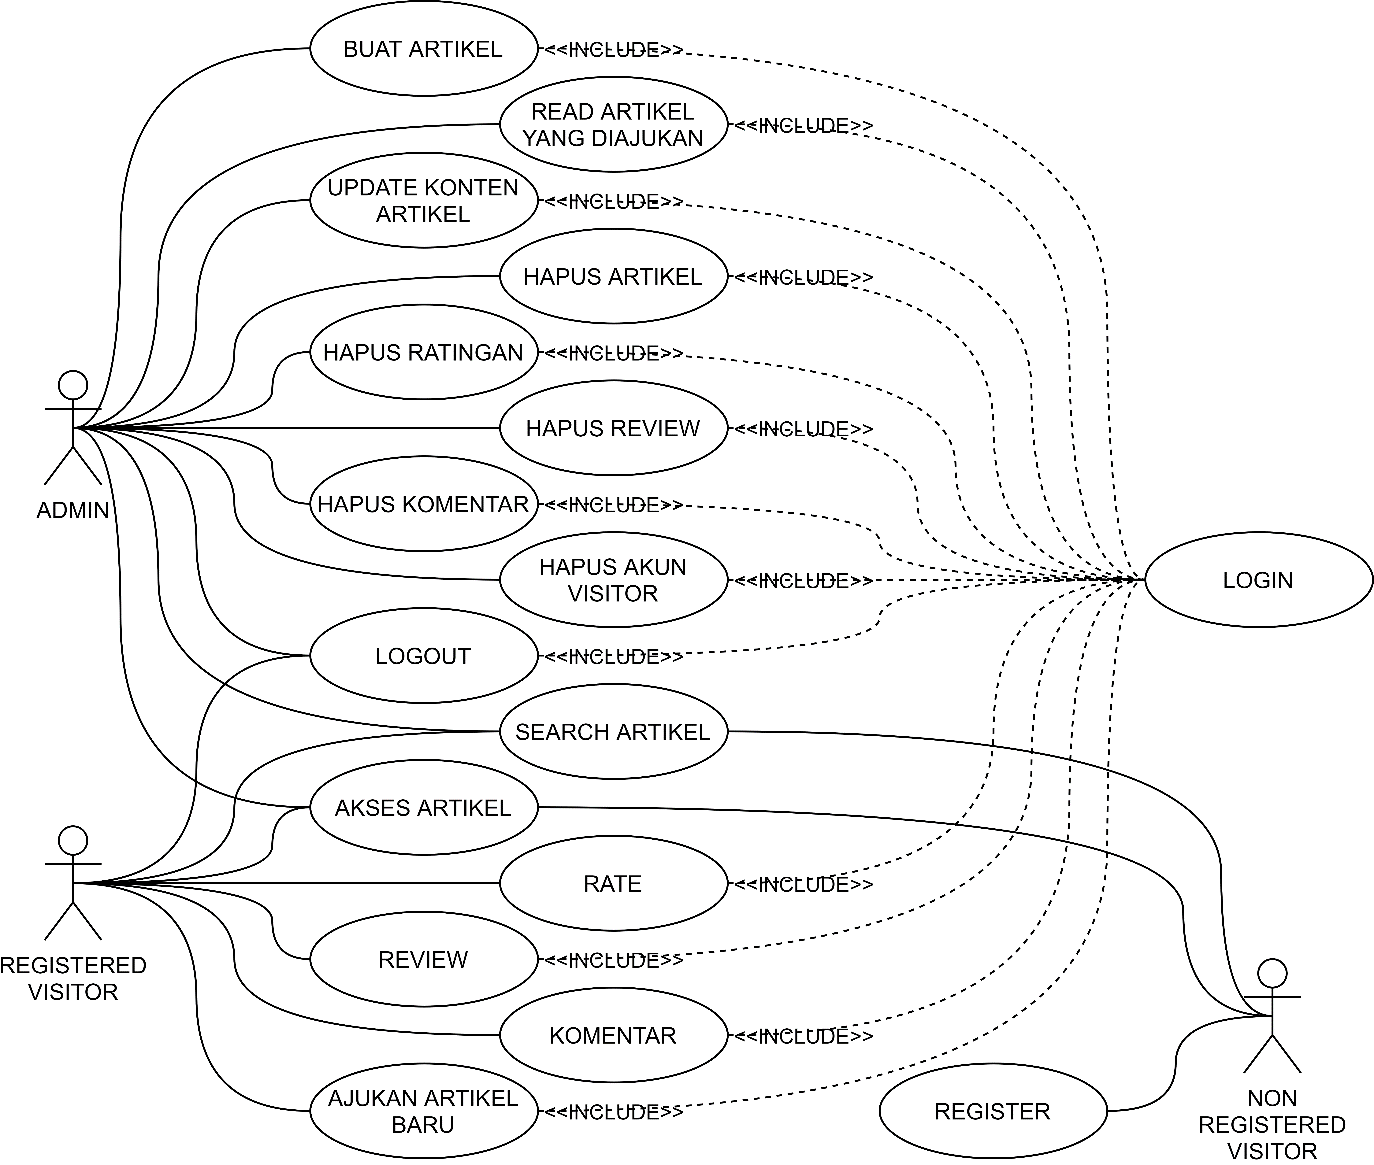 BUAT ARTIKEL
<<INCLUDE>>
READ ARTIKEL
YANG DIAJUKAN
<<INCLUDE>>
UPDATE KONTEN
ARTIKEL
<<INCLUDE>>
HAPUS ARTIKEL
<<INCLUDE>>
HAPUS RATINGAN
<<INCLUDE>>
HAPUS REVIEW
<<INCLUDE>>
ADMIN
HAPUS KOMENTAR
<<INCLUDE>>
HAPUS AKUN
VISITOR
<<INCLUDE>>
LOGIN
LOGOUT
<<INCLUDE>>
SEARCH ARTIKEL
AKSES ARTIKEL
RATE
<<INCLUDE>>
REGISTERED
VISITOR
REVIEW
<<INCLUDE>>
KOMENTAR
<<INCLUDE>>
AJUKAN ARTIKEL
BARU
<<INCLUDE>>
REGISTER
NON
REGISTERED
VISITOR